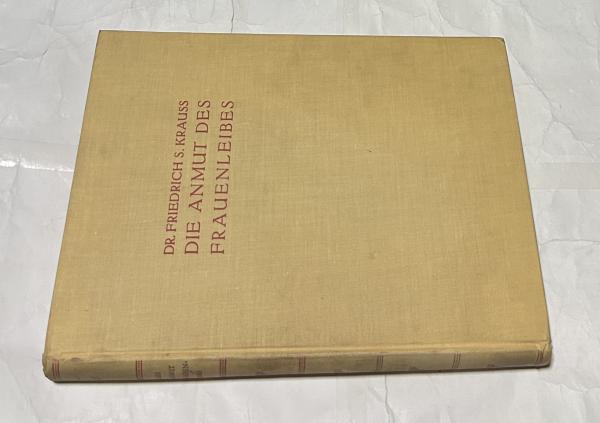 DR. FRIEDRICH S. KRAUSS
DIE ANMUT DES
FRAUENLEIBES